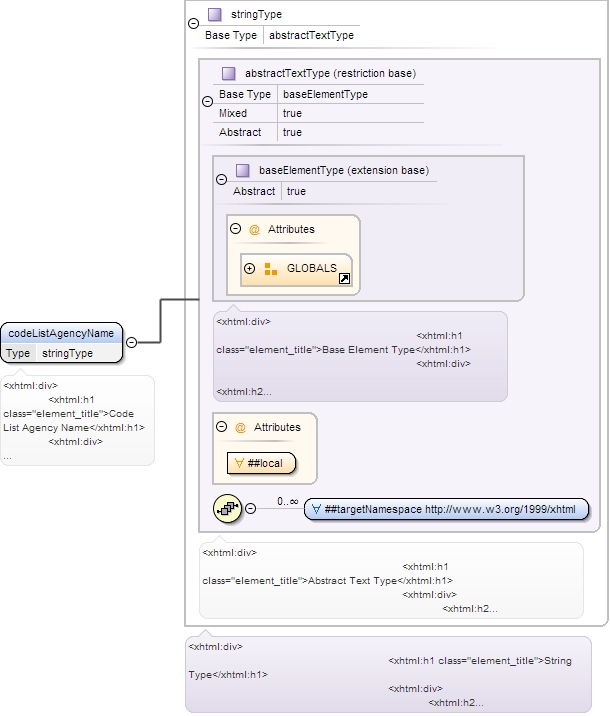 stringType
Base Type abstractTextType
abstractTextType (restriction base)
Base Type baseElementType
Mixed true
Abstract true
baseElementType (extension base)
Abstract true
@ Attributes
GLOBALS
<xhtml:div>
<xhtml:h1
class="element_title">Base Element Type</xhtml:h1>
<xhtml:div>
<xhtml:h2...
codeListAgencyName
Type stringType
<xhtml:div>
<xhtml:h1
class="element_title">Code
List Agency Name</xhtml:h1>
<xhtml:div>
...
@ Attributes
∀ ##local
0..∞
∀ ##targetNamespace http://www.w3.org/1999/xhtml
<xhtml:div>
<xhtml:h1
class="element_title">Abstract Text Type</xhtml:h1>
<xhtml:div>
<xhtml:h2...
<xhtml:div>
<xhtml:h1 class="element_title">String
Type</xhtml:h1>
<xhtml:div>
<xhtml:h2...